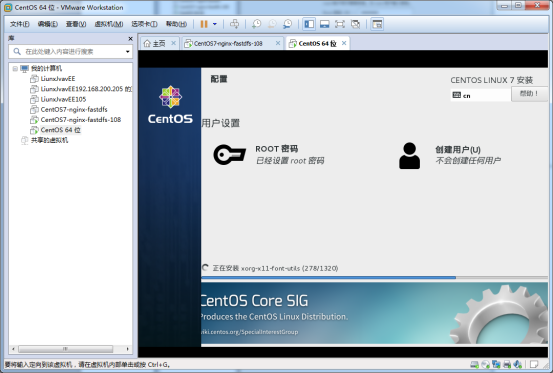 CentOS 64 位 - VMware Workstation
文件(F) 编辑(E) 查看(V) 虚拟机(M) 选项卡(T) 帮助(H)
库
在此处键入内容进行搜索
我的计算机
LiunxJvavEE
LiunxJvavEE192.168.200.205 的
LiunxJvavEE105
CentOS7-nginx-fastdfs
CentOS7-nginx-fastdfs-108
CentOS 64 位
共享的虚拟机
主页
CentOS7-nginx-fastdfs-108
CentOS 64 位
CentOS
配置
CENTOS LINUX 7 安装
cn
帮助！
用户设置
ROOT 密码
已经设置 root 密码
创建用户(U)
不会创建任何用户
正在安装 xorg-x11-font-utils (278/1320)
CentOS Core SIG
Produces the CentOS Linux Distribution.
wiki.centos.org/SpecialInterestGroup
要将输入定向到该虚拟机，请在虚拟机内部单击或按 Ctrl+G。